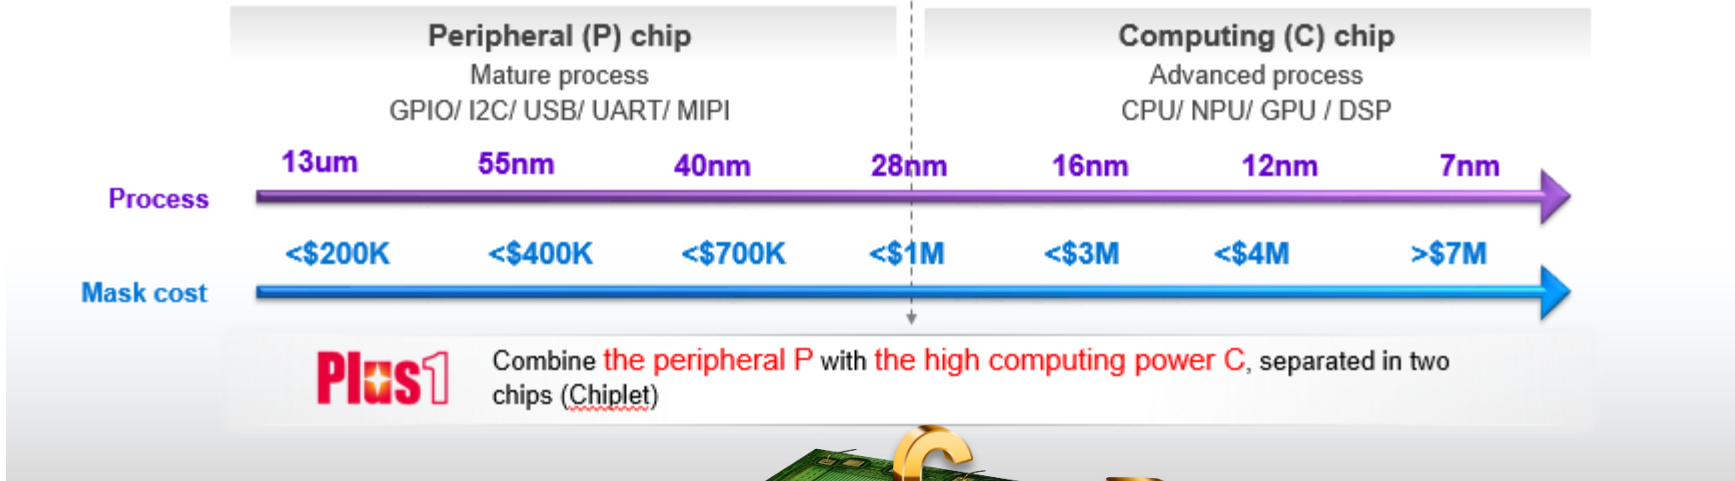 Peripheral (P) chip
Mature process
GPIO/ I2C/ USB/ UART/ MIPI
Computing (C) chip
Advanced process
CPU/ NPU/ GPU / DSP
Process
13um 55nm 40nm 28nm 16nm 12nm 7nm
Mask cost
<$200K <$400K <$700K <$1M <$3M <$4M >$7M
Plus1
Combine the peripheral P with the high computing power C, separated in two
chips (Chiplet)
C